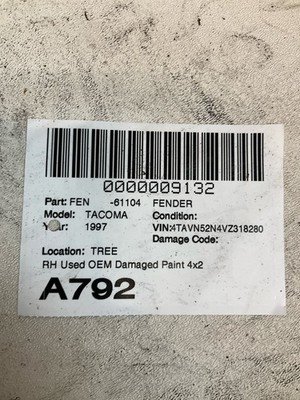 0000009132
Part: FEN -61104 FENDER
Model: TACOMA Condition:
Year: 1997 VIN:4TAVN52N4VZ318280
Damage Code:
Location: TREE
RH Used OEM Damaged Paint 4x2
A792